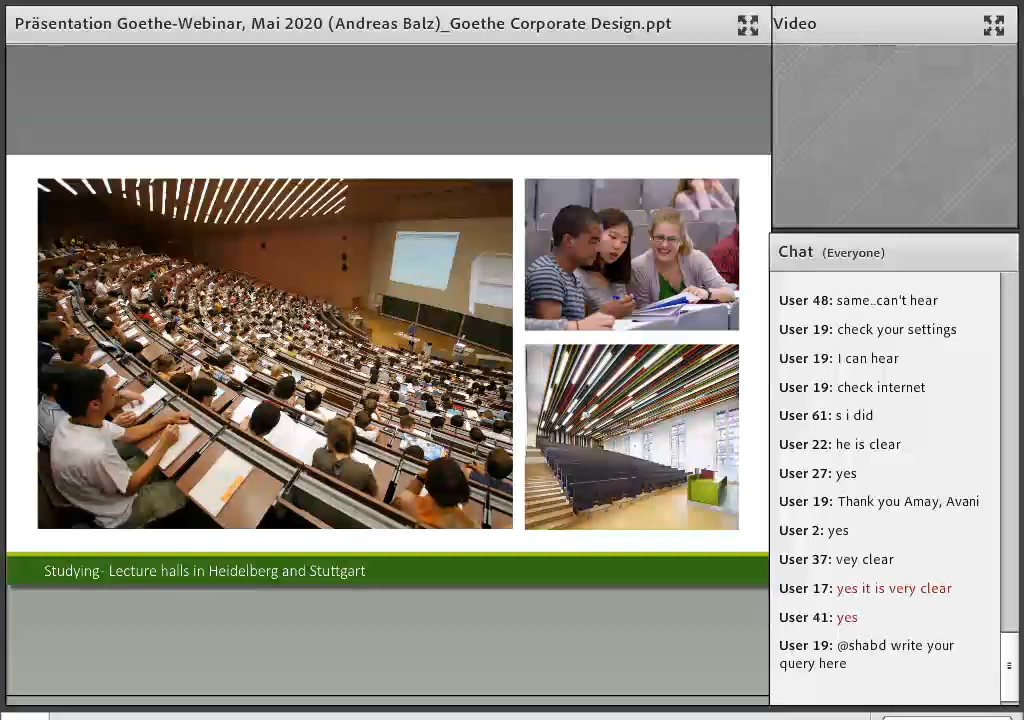 Präsentation Goethe-Webinar, Mai 2020 (Andreas Balz)_Goethe Corporate Design.ppt
Video
Studying- Lecture halls in Heidelberg and Stuttgart
Chat (Everyone)
User 48: same..can't hear
User 19: check your settings
User 19: I can hear
User 19: check internet
User 61: s i did
User 22: he is clear
User 27: yes
User 19: Thank you Amay, Avani
User 2: yes
User 37: vey clear
User 17: yes it is very clear
User 41: yes
User 19: @shabd write your
query here